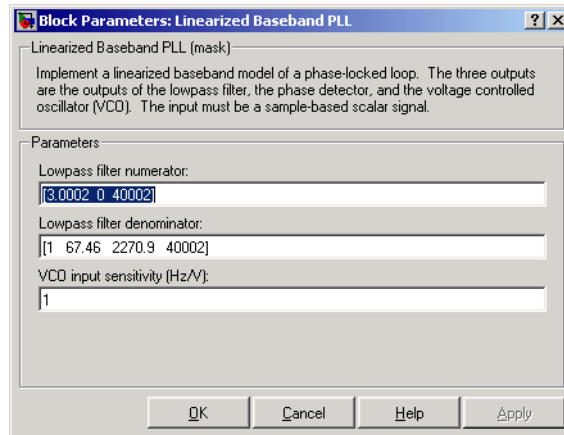 Block Parameters: Linearized Baseband PLL
Linearized Baseband PLL (mask)
Implement a linearized baseband model of a phase-locked loop. The three outputs
are the outputs of the lowpass filter, the phase detector, and the voltage controlled
oscillator (VCO). The input must be a sample-based scalar signal.
Parameters
Lowpass filter numerator:
[3.0002 0 40002]
Lowpass filter denominator:
[1 67.46 2270.9 40002]
VCO input sensitivity (Hz/V):
1
OK Cancel Help Apply